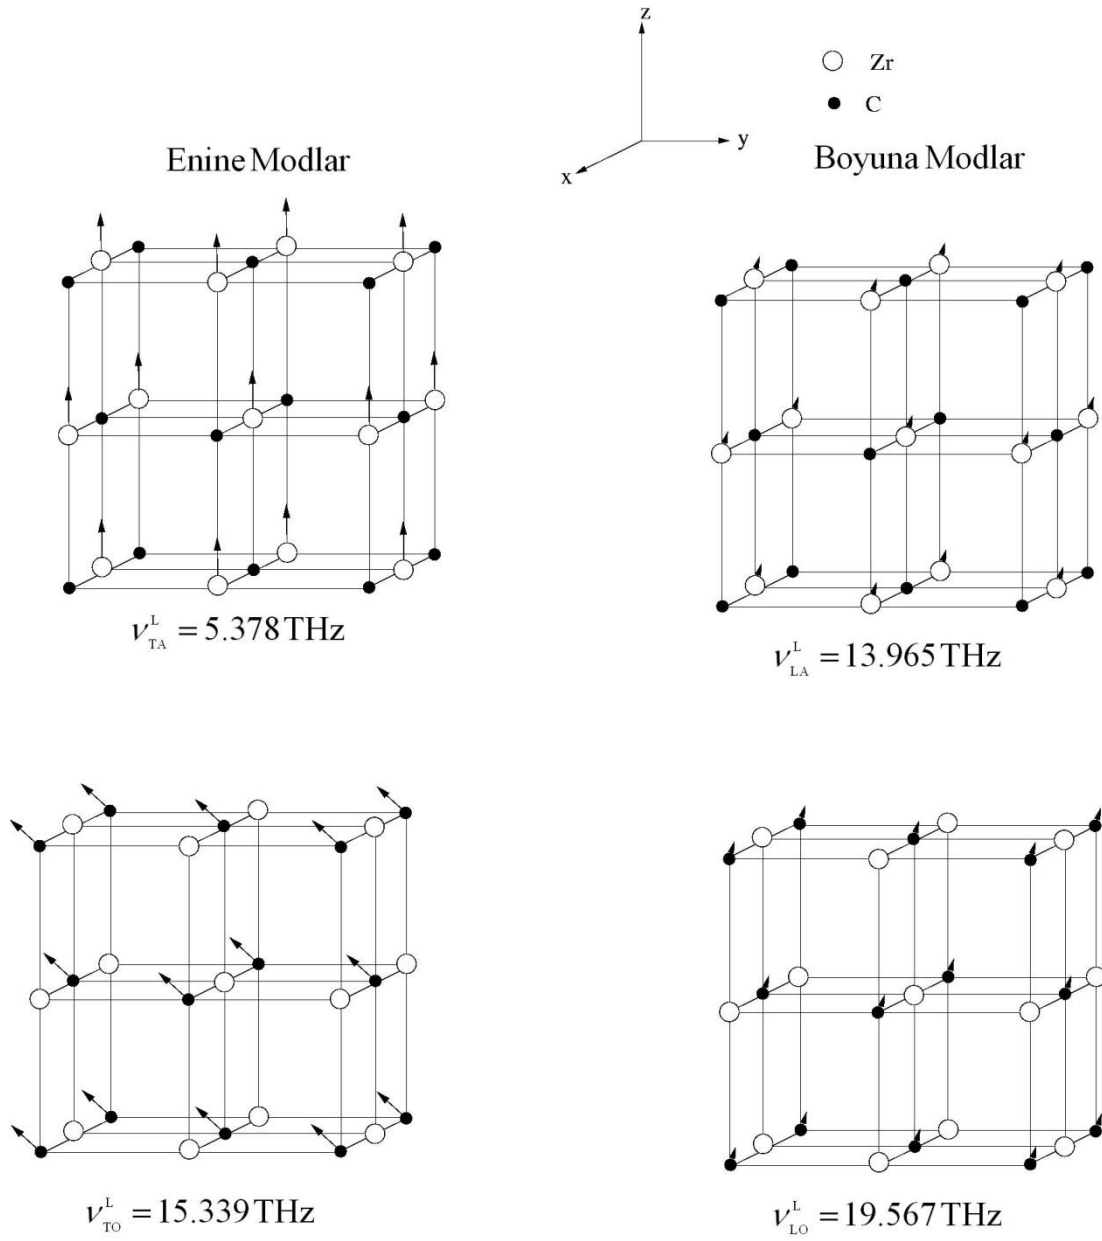 z
Zr
C
y
x
Enine Modlar
Boyuna Modlar
ν^L_TA = 5.378 THz
ν^L_LA = 13.965 THz
ν^L_TO = 15.339 THz
ν^L_LO = 19.567 THz